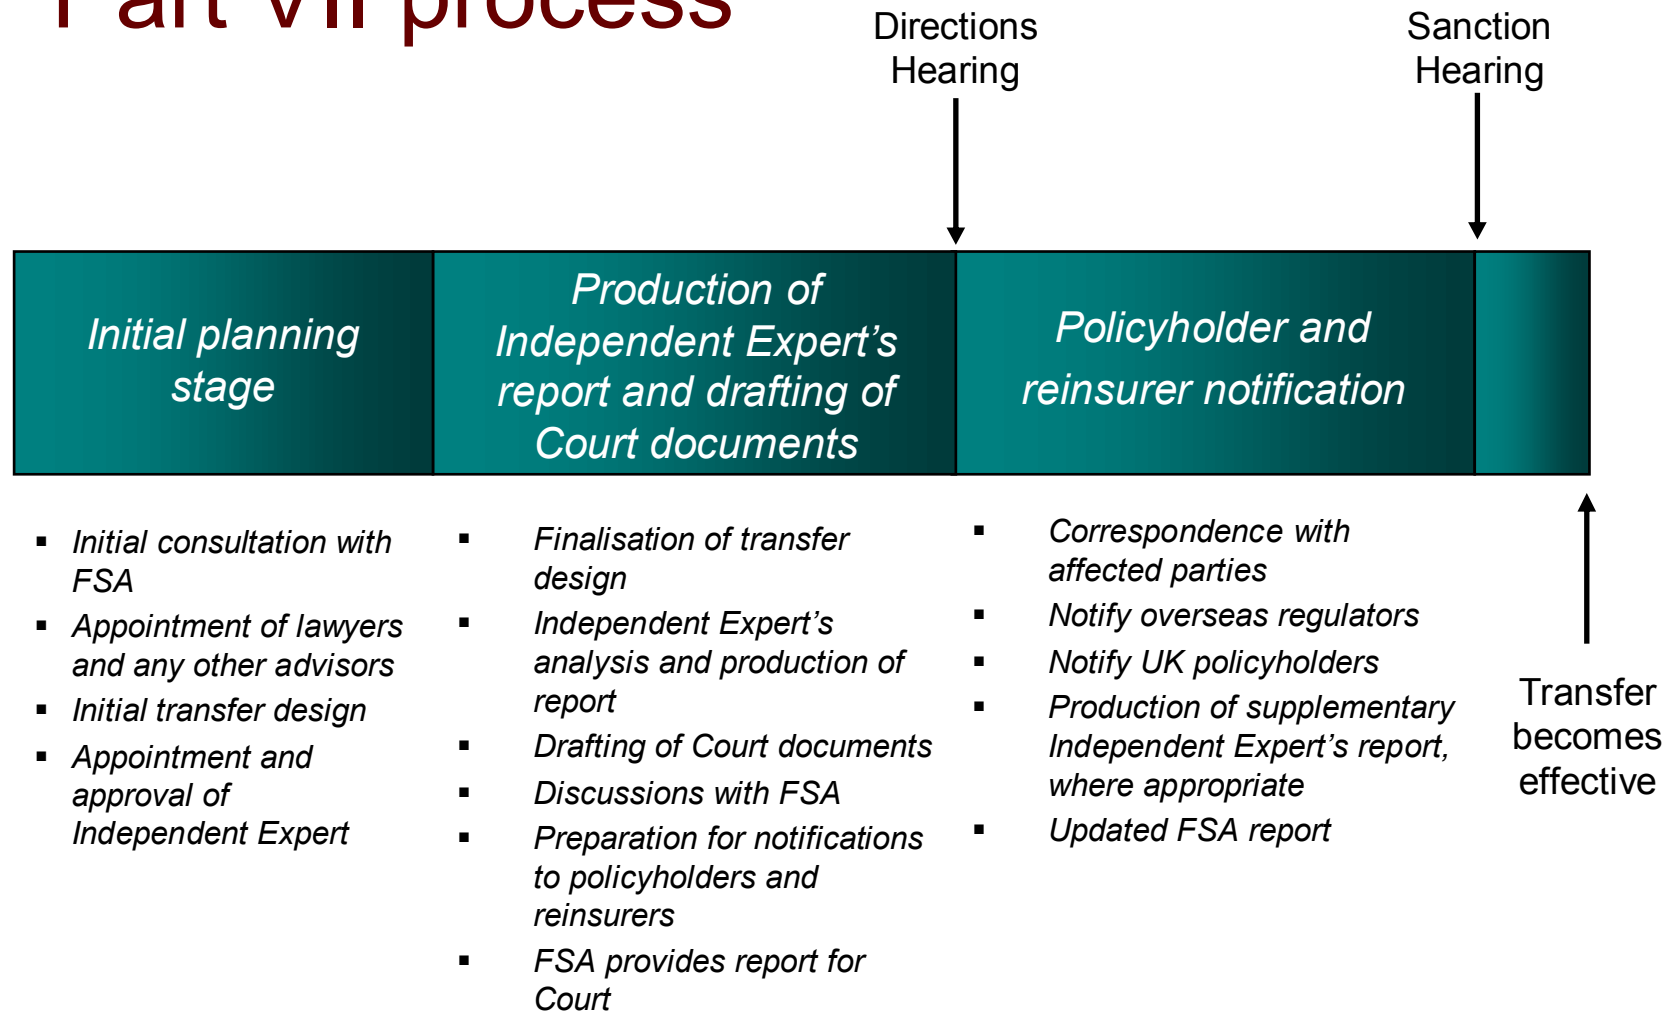 Part VII process
Directions
Hearing
Sanction
Hearing
Initial planning
stage
Production of
Independent Expert’s
report and drafting of
Court documents
Policyholder and
reinsurer notification
▪ Initial consultation with
FSA
▪ Appointment of lawyers
and any other advisors
▪ Initial transfer design
▪ Appointment and
approval of
Independent Expert
▪ Finalisation of transfer
design
▪ Independent Expert’s
analysis and production of
report
▪ Drafting of Court documents
▪ Discussions with FSA
▪ Preparation for notifications
to policyholders and
reinsurers
▪ FSA provides report for
Court
▪ Correspondence with
affected parties
▪ Notify overseas regulators
▪ Notify UK policyholders
▪ Production of supplementary
Independent Expert’s report,
where appropriate
▪ Updated FSA report
Transfer
becomes
effective